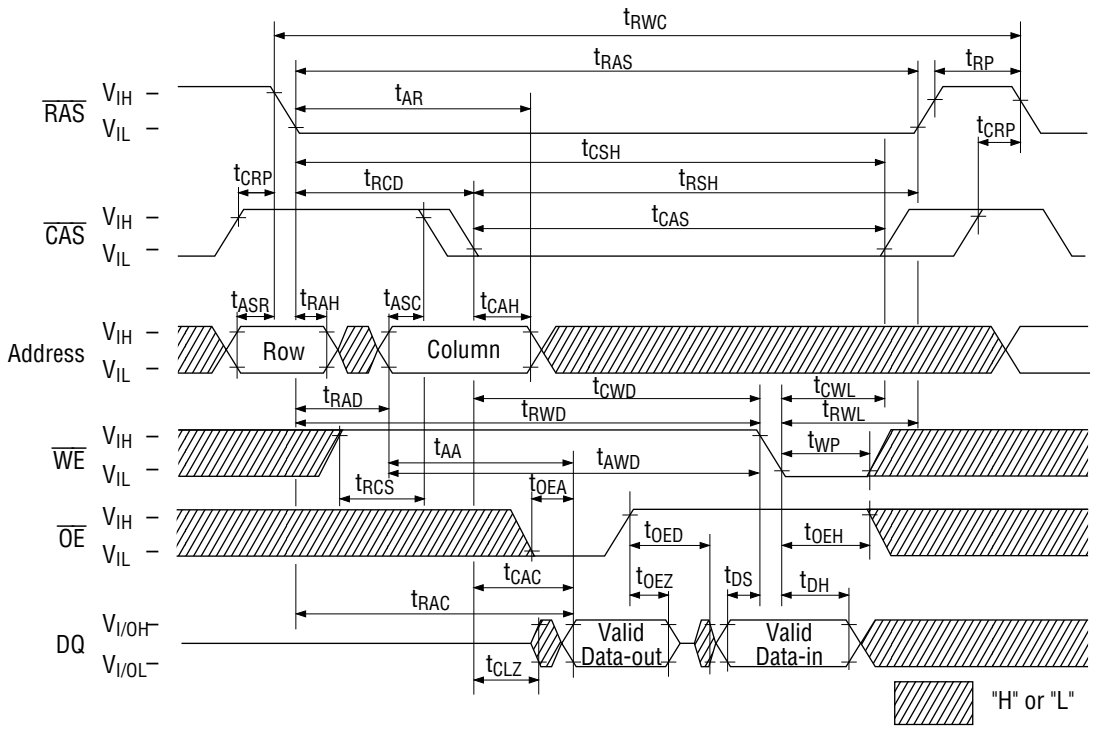 tRWC
tRAS
tRP
tAR
RAS
VIH –
VIL –
tCRP
tCSH
tCRP
tRCD
tRSH
CAS
VIH –
VIL –
tCAS
tASR
tRAH
tASC
tCAH
Address
VIH –
VIL –
Row
Column
tRAD
tCWD
tCWL
tRWD
tRWL
WE
VIH –
VIL –
tAA
tWP
tAWD
tRCS
tOEA
OE
VIH –
VIL –
tOED
tOEH
tCAC
tOEZ
tDS
tDH
tRAC
DQ
VI/OH–
VI/OL–
Valid
Data-out
Valid
Data-in
tCLZ
"H" or "L"